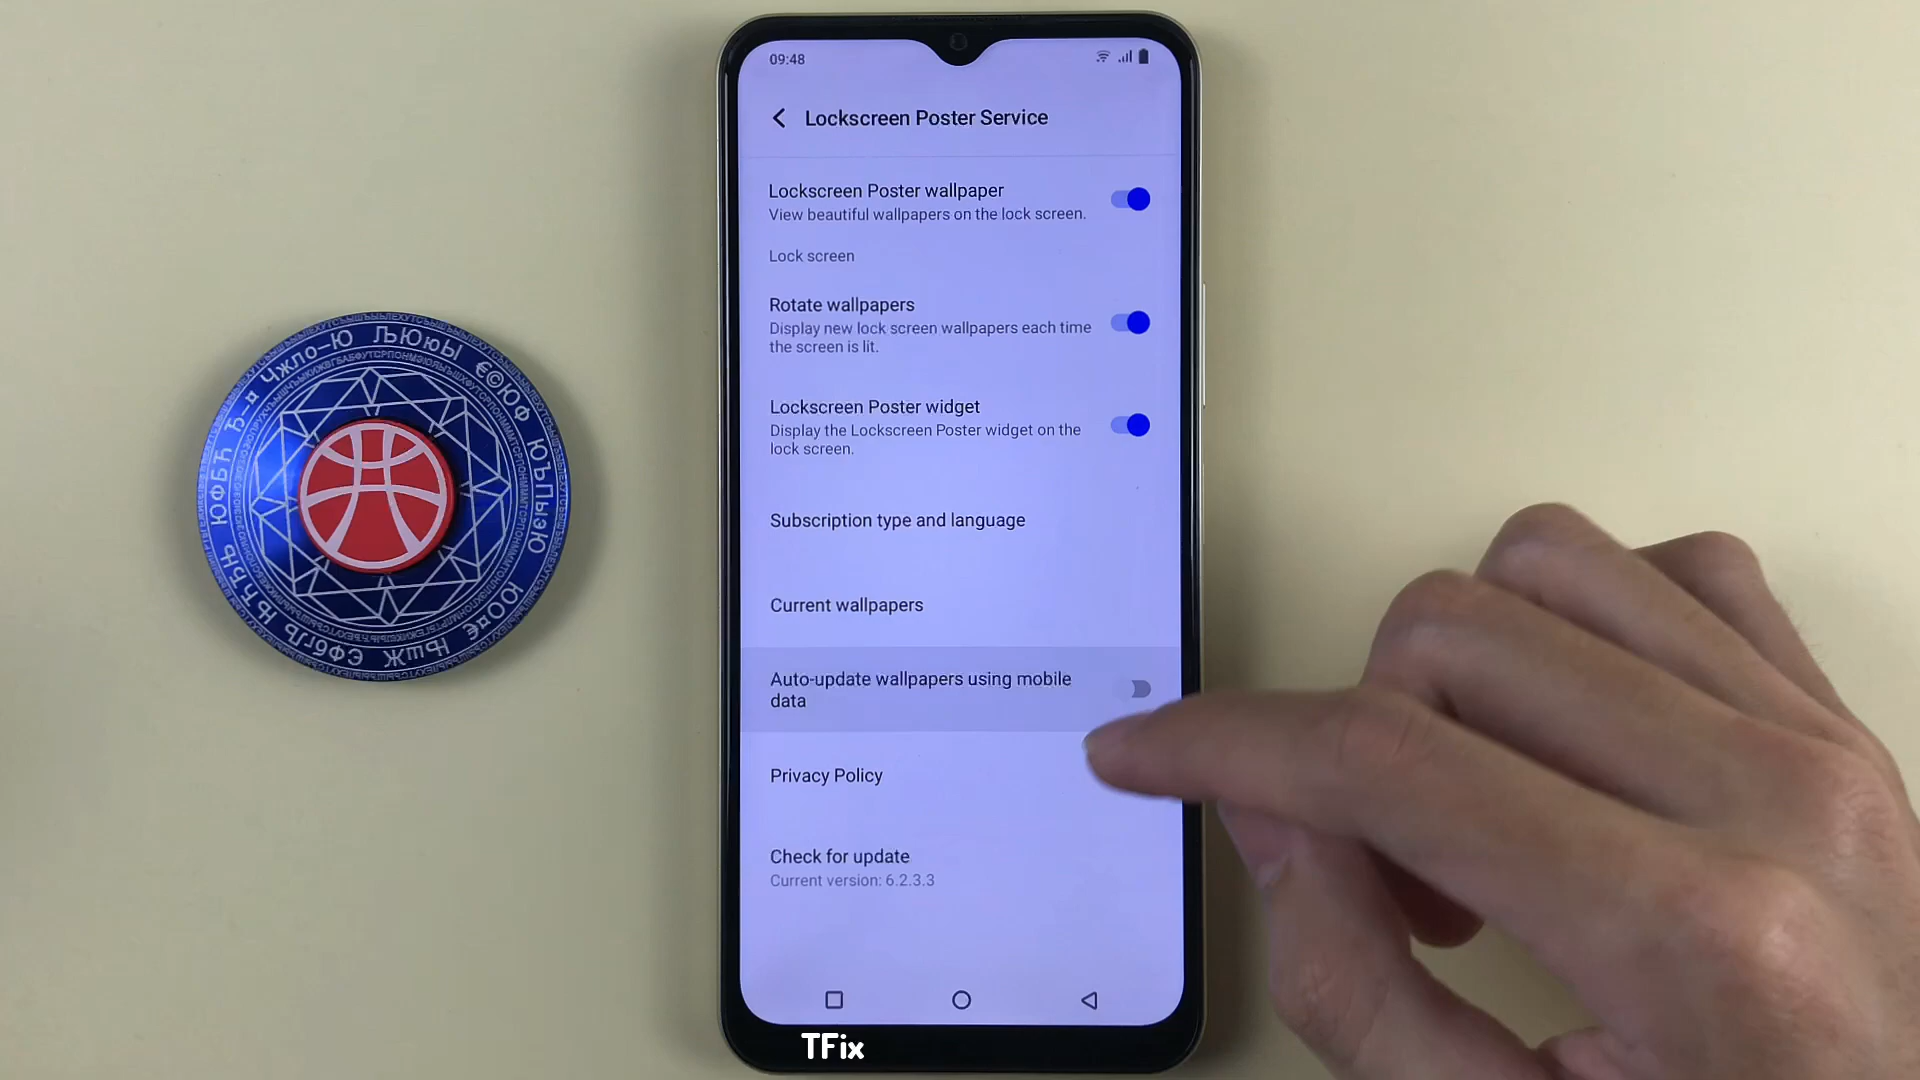 09:48
Lockscreen Poster Service
Lockscreen Poster wallpaper
View beautiful wallpapers on the lock screen.
Lock screen
Rotate wallpapers
Display new lock screen wallpapers each time
the screen is lit.
Lockscreen Poster widget
Display the Lockscreen Poster widget on the
lock screen.
Subscription type and language
Current wallpapers
Auto-update wallpapers using mobile
data
Privacy Policy
Check for update
Current version: 6.2.3.3
TFix